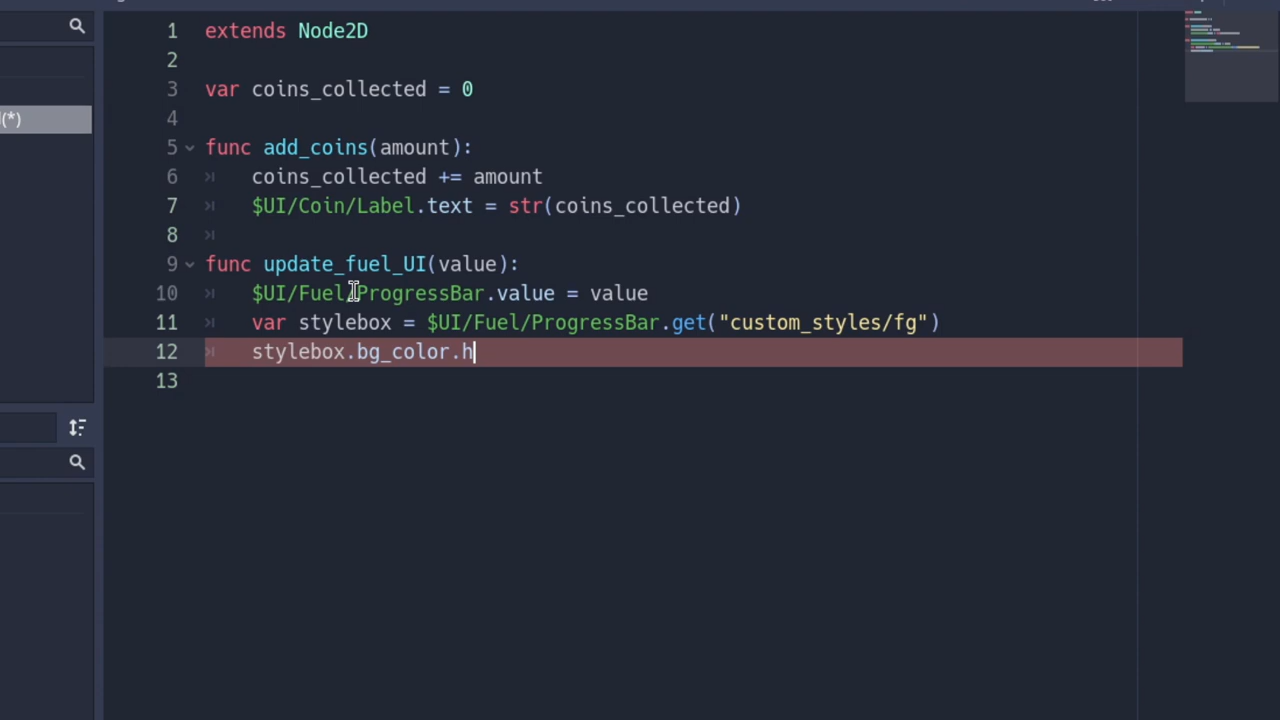 1 extends Node2D
2
3 var coins_collected = 0
4
(*)
5 func add_coins(amount):
6 coins_collected += amount
7 $UI/Coin/Label.text = str(coins_collected)
8
9 func update_fuel_UI(value):
10 $UI/Fuel/ProgressBar.value = value
11 var stylebox = $UI/Fuel/ProgressBar.get("custom_styles/fg")
12 stylebox.bg_color.h
13